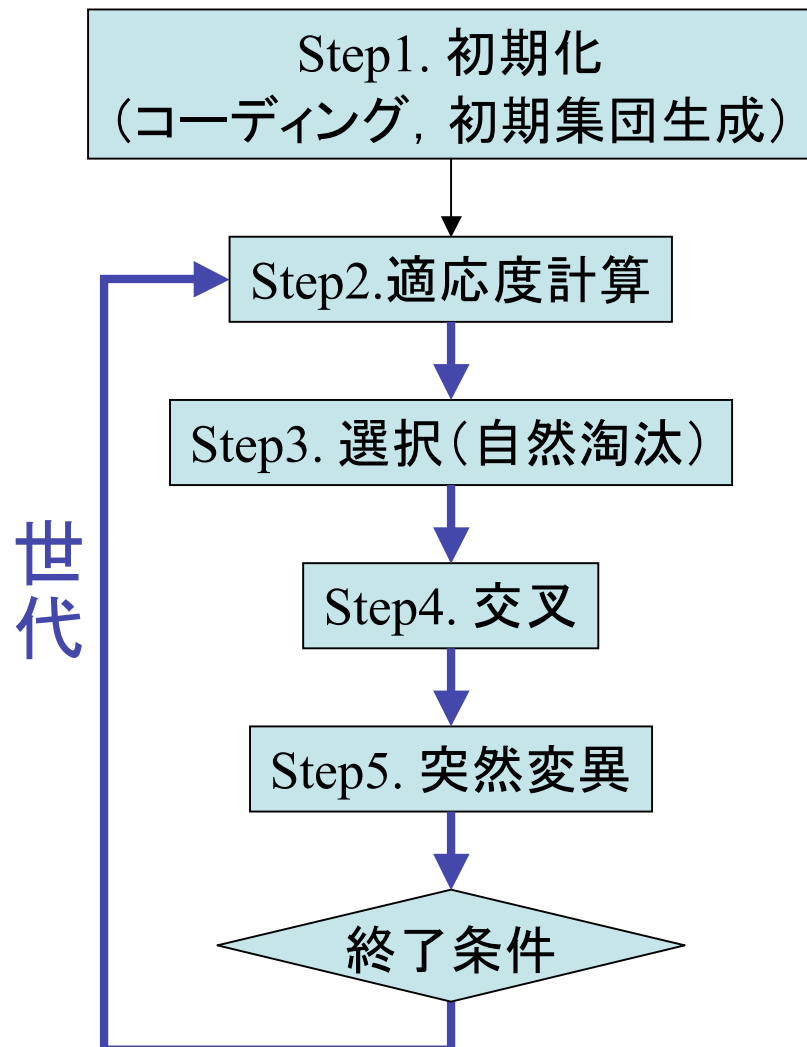 Step1. 初期化
（コーディング，初期集団生成）
Step2.適応度計算
Step3. 選択（自然淘汰）
世代
Step4. 交叉
Step5. 突然変異
終了条件